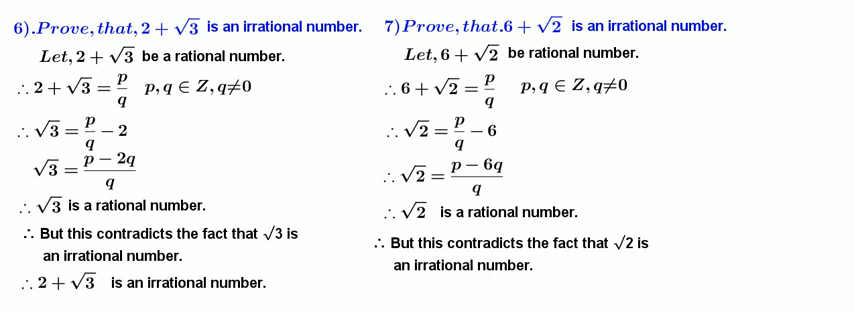 6).Prove, that, 2 + √3 is an irrational number.
Let, 2 + √3 be a rational number.
∴ 2 + √3 = p/q p, q ∈ Z, q≠0
∴ √3 = p/q − 2
√3 = (p − 2q)/q
∴ √3 is a rational number.
∴ But this contradicts the fact that √3 is
an irrational number.
∴ 2 + √3 is an irrational number.
7)Prove, that.6 + √2 is an irrational number.
Let, 6 + √2 be rational number.
∴ 6 + √2 = p/q p, q ∈ Z, q≠0
∴ √2 = p/q − 6
∴ √2 = (p − 6q)/q
∴ √2 is a rational number.
∴ But this contradicts the fact that √2 is
an irrational number.